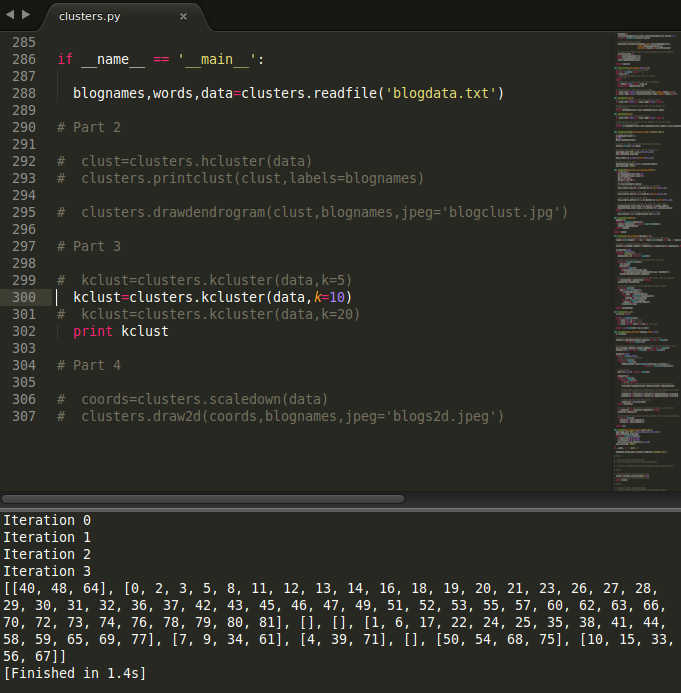 clusters.py ×
285
286 if __name__ == '__main__':
287
288 blognames,words,data=clusters.readfile('blogdata.txt')
289
290 # Part 2
291
292 #  clust=clusters.hcluster(data)
293 #  clusters.printclust(clust,labels=blognames)
294
295 #  clusters.drawdendrogram(clust,blognames,jpeg='blogclust.jpg')
296
297 # Part 3
298
299 #  kclust=clusters.kcluster(data,k=5)
300 kclust=clusters.kcluster(data,k=10)
301 #  kclust=clusters.kcluster(data,k=20)
302 print kclust
303
304 # Part 4
305
306 #  coords=clusters.scaledown(data)
307 #  clusters.draw2d(coords,blognames,jpeg='blogs2d.jpeg')
Iteration 0
Iteration 1
Iteration 2
Iteration 3
[[40, 48, 64], [0, 2, 3, 5, 8, 11, 12, 13, 14, 16, 18, 19, 20, 21, 23, 26, 27, 28,
29, 30, 31, 32, 36, 37, 42, 43, 45, 46, 47, 49, 51, 52, 53, 55, 57, 60, 62, 63, 66,
70, 72, 73, 74, 76, 78, 79, 80, 81], [], [], [1, 6, 17, 22, 24, 25, 35, 38, 41, 44,
58, 59, 65, 69, 77], [7, 9, 34, 61], [4, 39, 71], [], [50, 54, 68, 75], [10, 15, 33,
56, 67]]
[Finished in 1.4s]